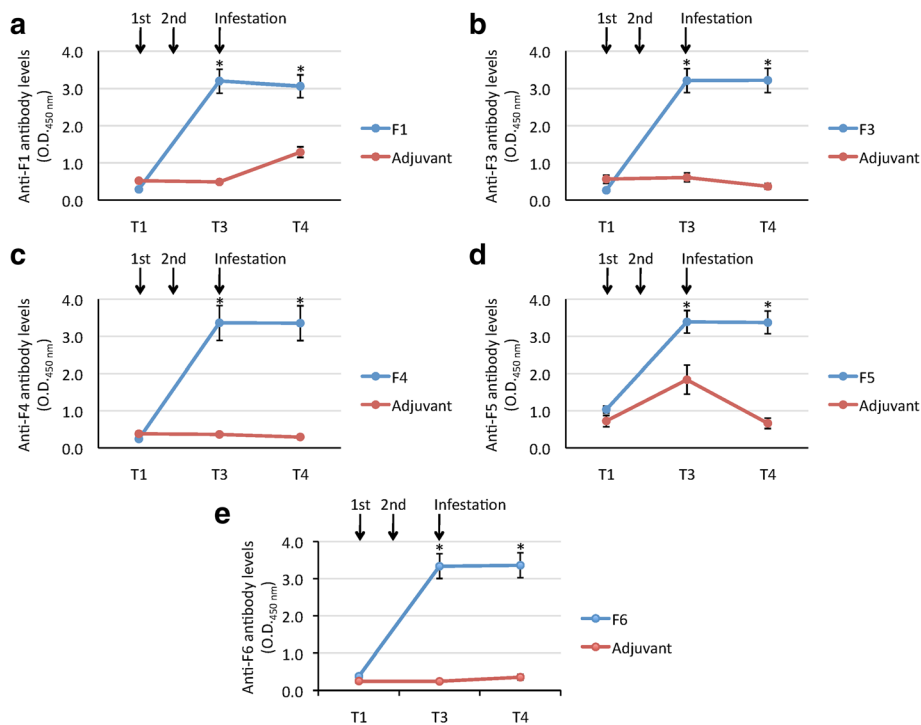 a
1st 2nd Infestation
Anti-F1 antibody levels
(O.D.450 nm)
4.0
3.0
2.0
1.0
0.0
* *
T1 T3 T4
F1
Adjuvant
b
1st 2nd Infestation
Anti-F3 antibody levels
(O.D.450 nm)
4.0
3.0
2.0
1.0
0.0
* *
T1 T3 T4
F3
Adjuvant
c
1st 2nd Infestation
Anti-F4 antibody levels
(O.D.450 nm)
4.0
3.0
2.0
1.0
0.0
* *
T1 T3 T4
F4
Adjuvant
d
1st 2nd Infestation
Anti-F5 antibody levels
(O.D.450 nm)
4.0
3.0
2.0
1.0
0.0
* *
T1 T3 T4
F5
Adjuvant
e
1st 2nd Infestation
Anti-F6 antibody levels
(O.D.450 nm)
4.0
3.0
2.0
1.0
0.0
* *
T1 T3 T4
F6
Adjuvant